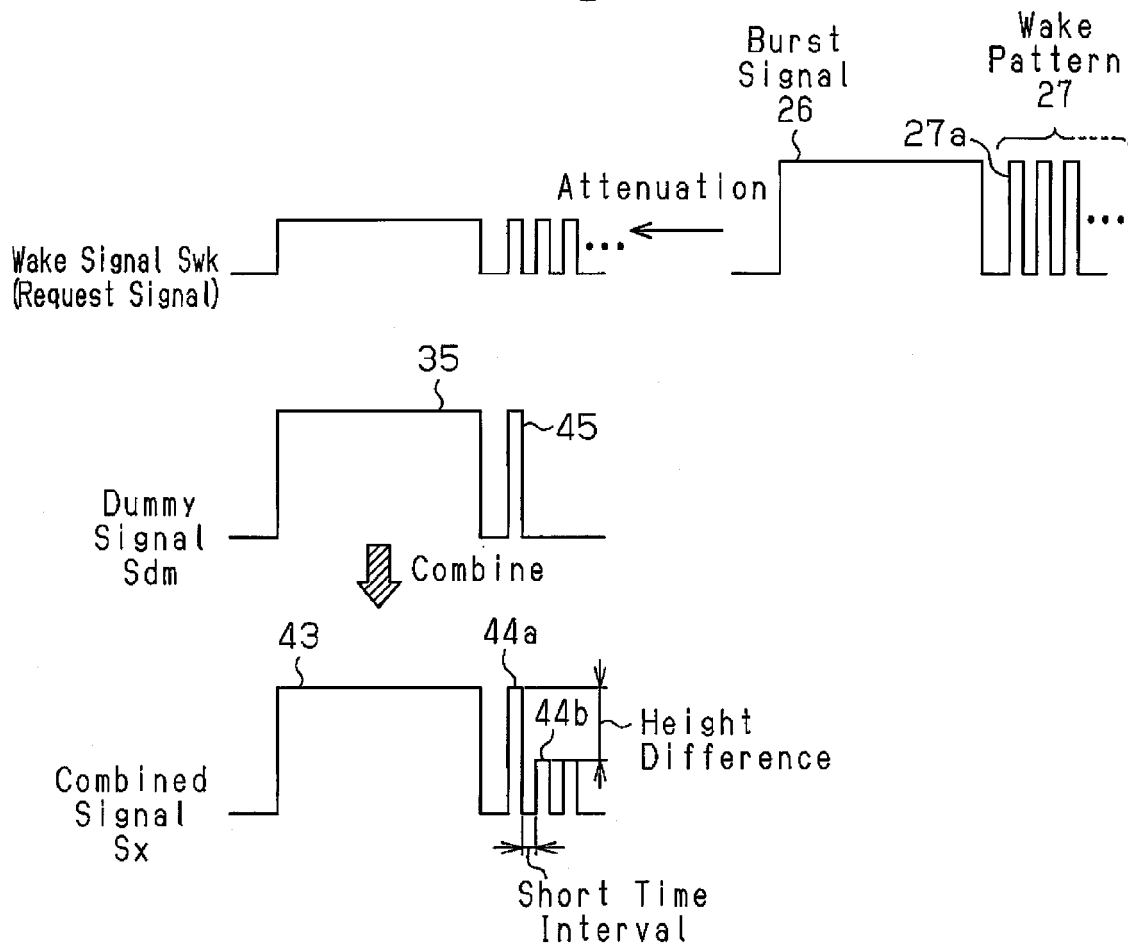 Wake
Pattern
27
Burst
Signal
26
27a
Attenuation
Wake Signal Swk
(Request Signal)
35
45
Dummy
Signal
Sdm
Combine
43
44a
44b
Height
Difference
Combined
Signal
Sx
Short Time
Interval